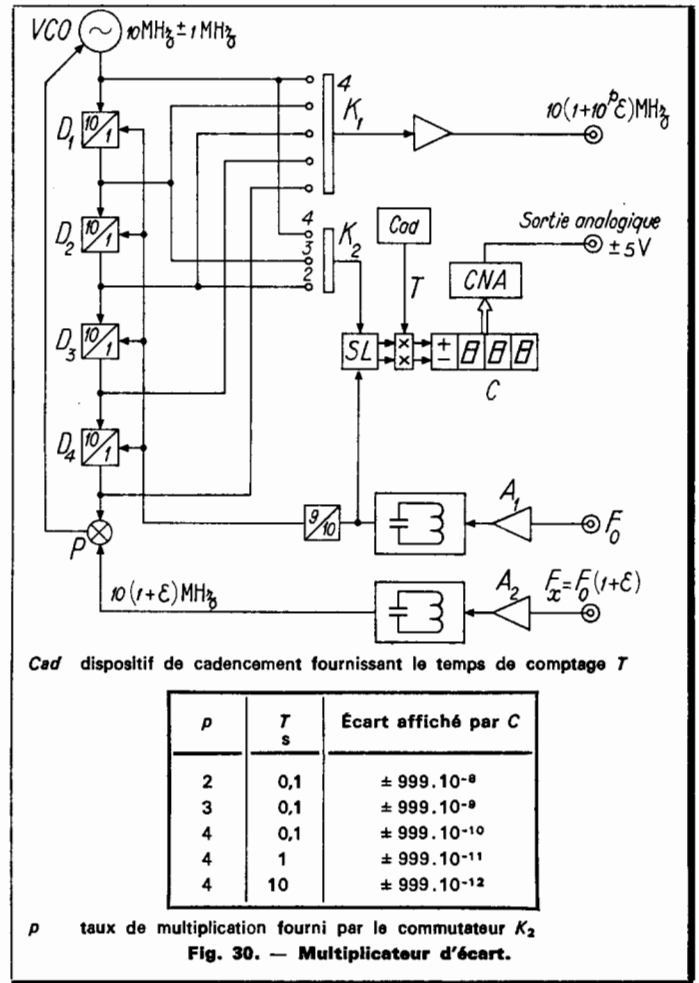 VCO 10MHz ± 1MHz
4
K1
10(1+10^pε)MHz
D1 10/1
D2 10/1
4
3
2
K2
Cad
Sortie analogique
± 5V
T
CNA
D3 10/1
SL
×
×
+
−
8 8 8
C
D4 10/1
9/10
A1
F0
P
10(1+ε)MHz
A2
Fx=F0(1+ε)
Cad dispositif de cadencement fournissant le temps de comptage T
p T s Écart affiché par C
2 0,1 ± 999.10⁻⁸
3 0,1 ± 999.10⁻⁹
4 0,1 ± 999.10⁻¹⁰
4 1 ± 999.10⁻¹¹
4 10 ± 999.10⁻¹²
p taux de multiplication fourni par le commutateur K2
Fig. 30. — Multiplicateur d'écart.